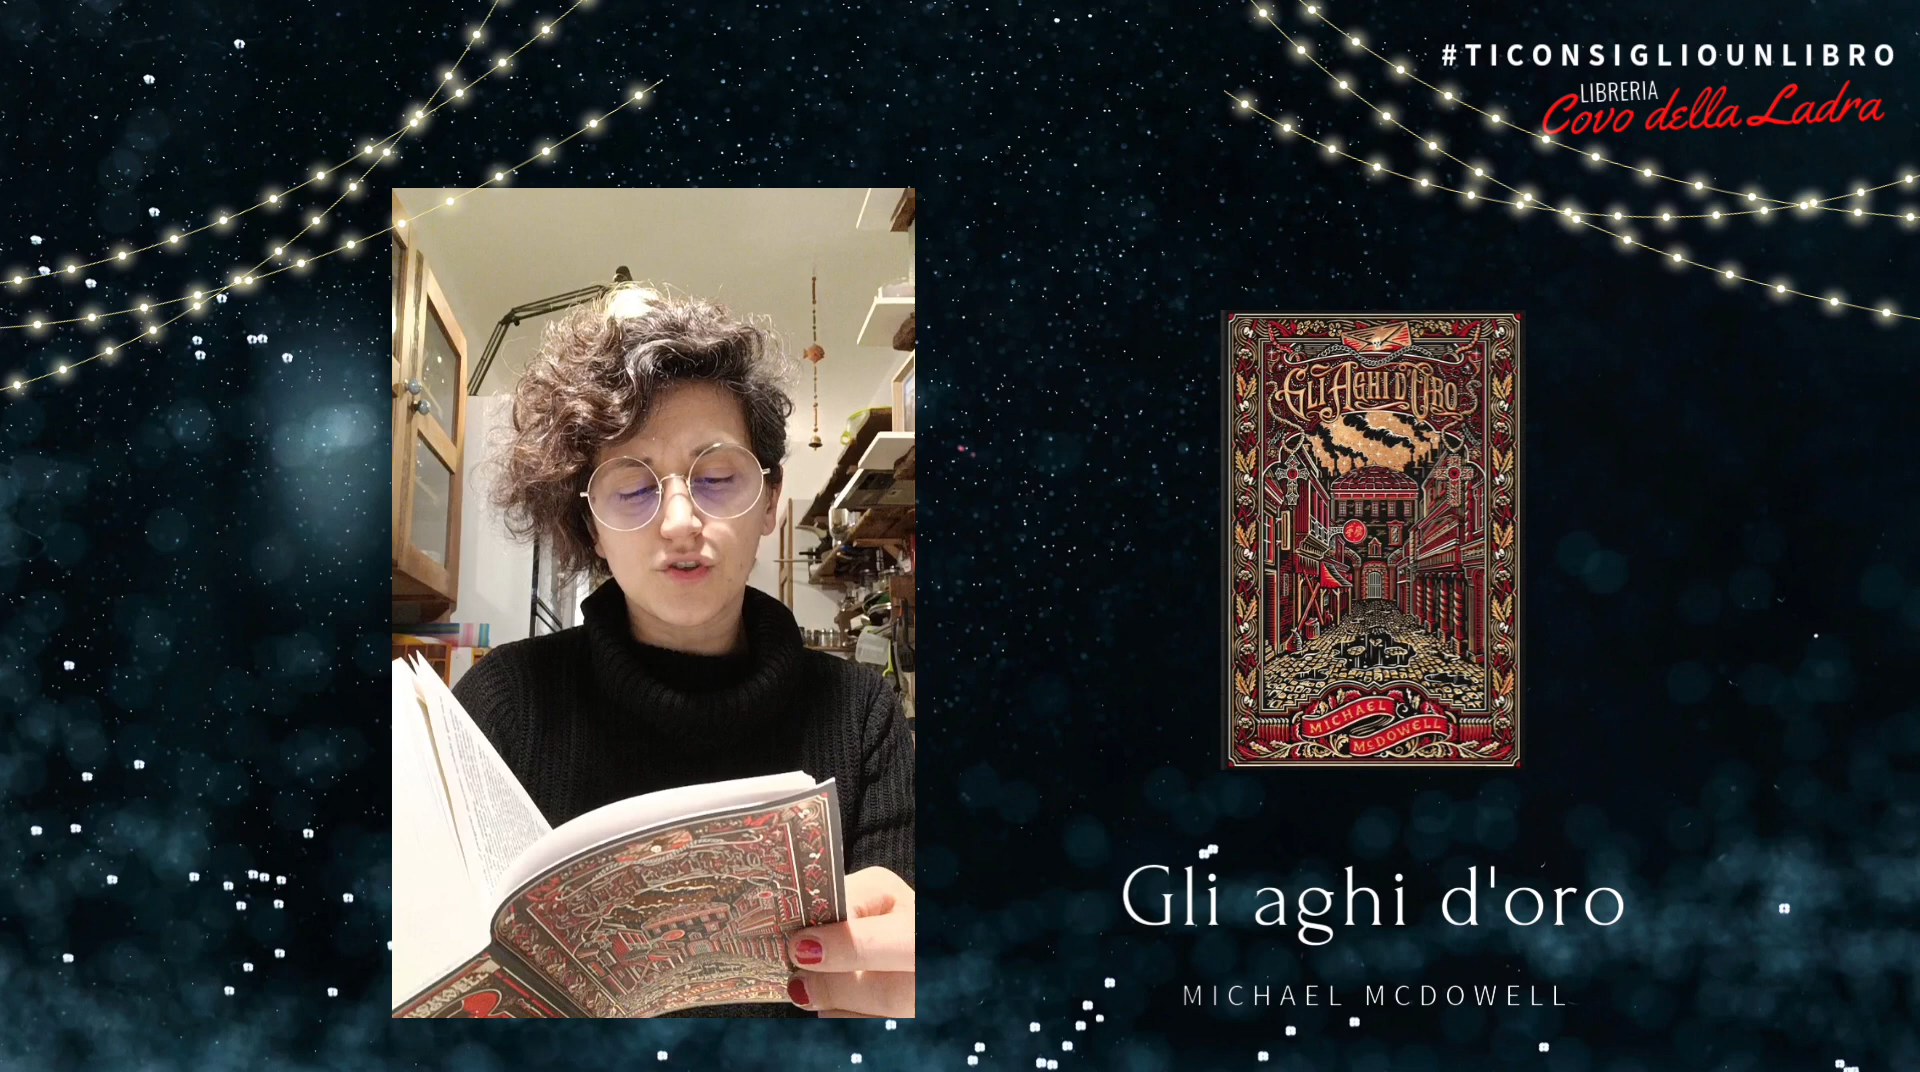 #TICONSIGLIOUNLIBRO
LIBRERIA
Covo della Ladra
GLI AGHI D'ORO
MICHAEL
MCDOWELL
Gli aghi d'oro
MICHAEL MCDOWELL